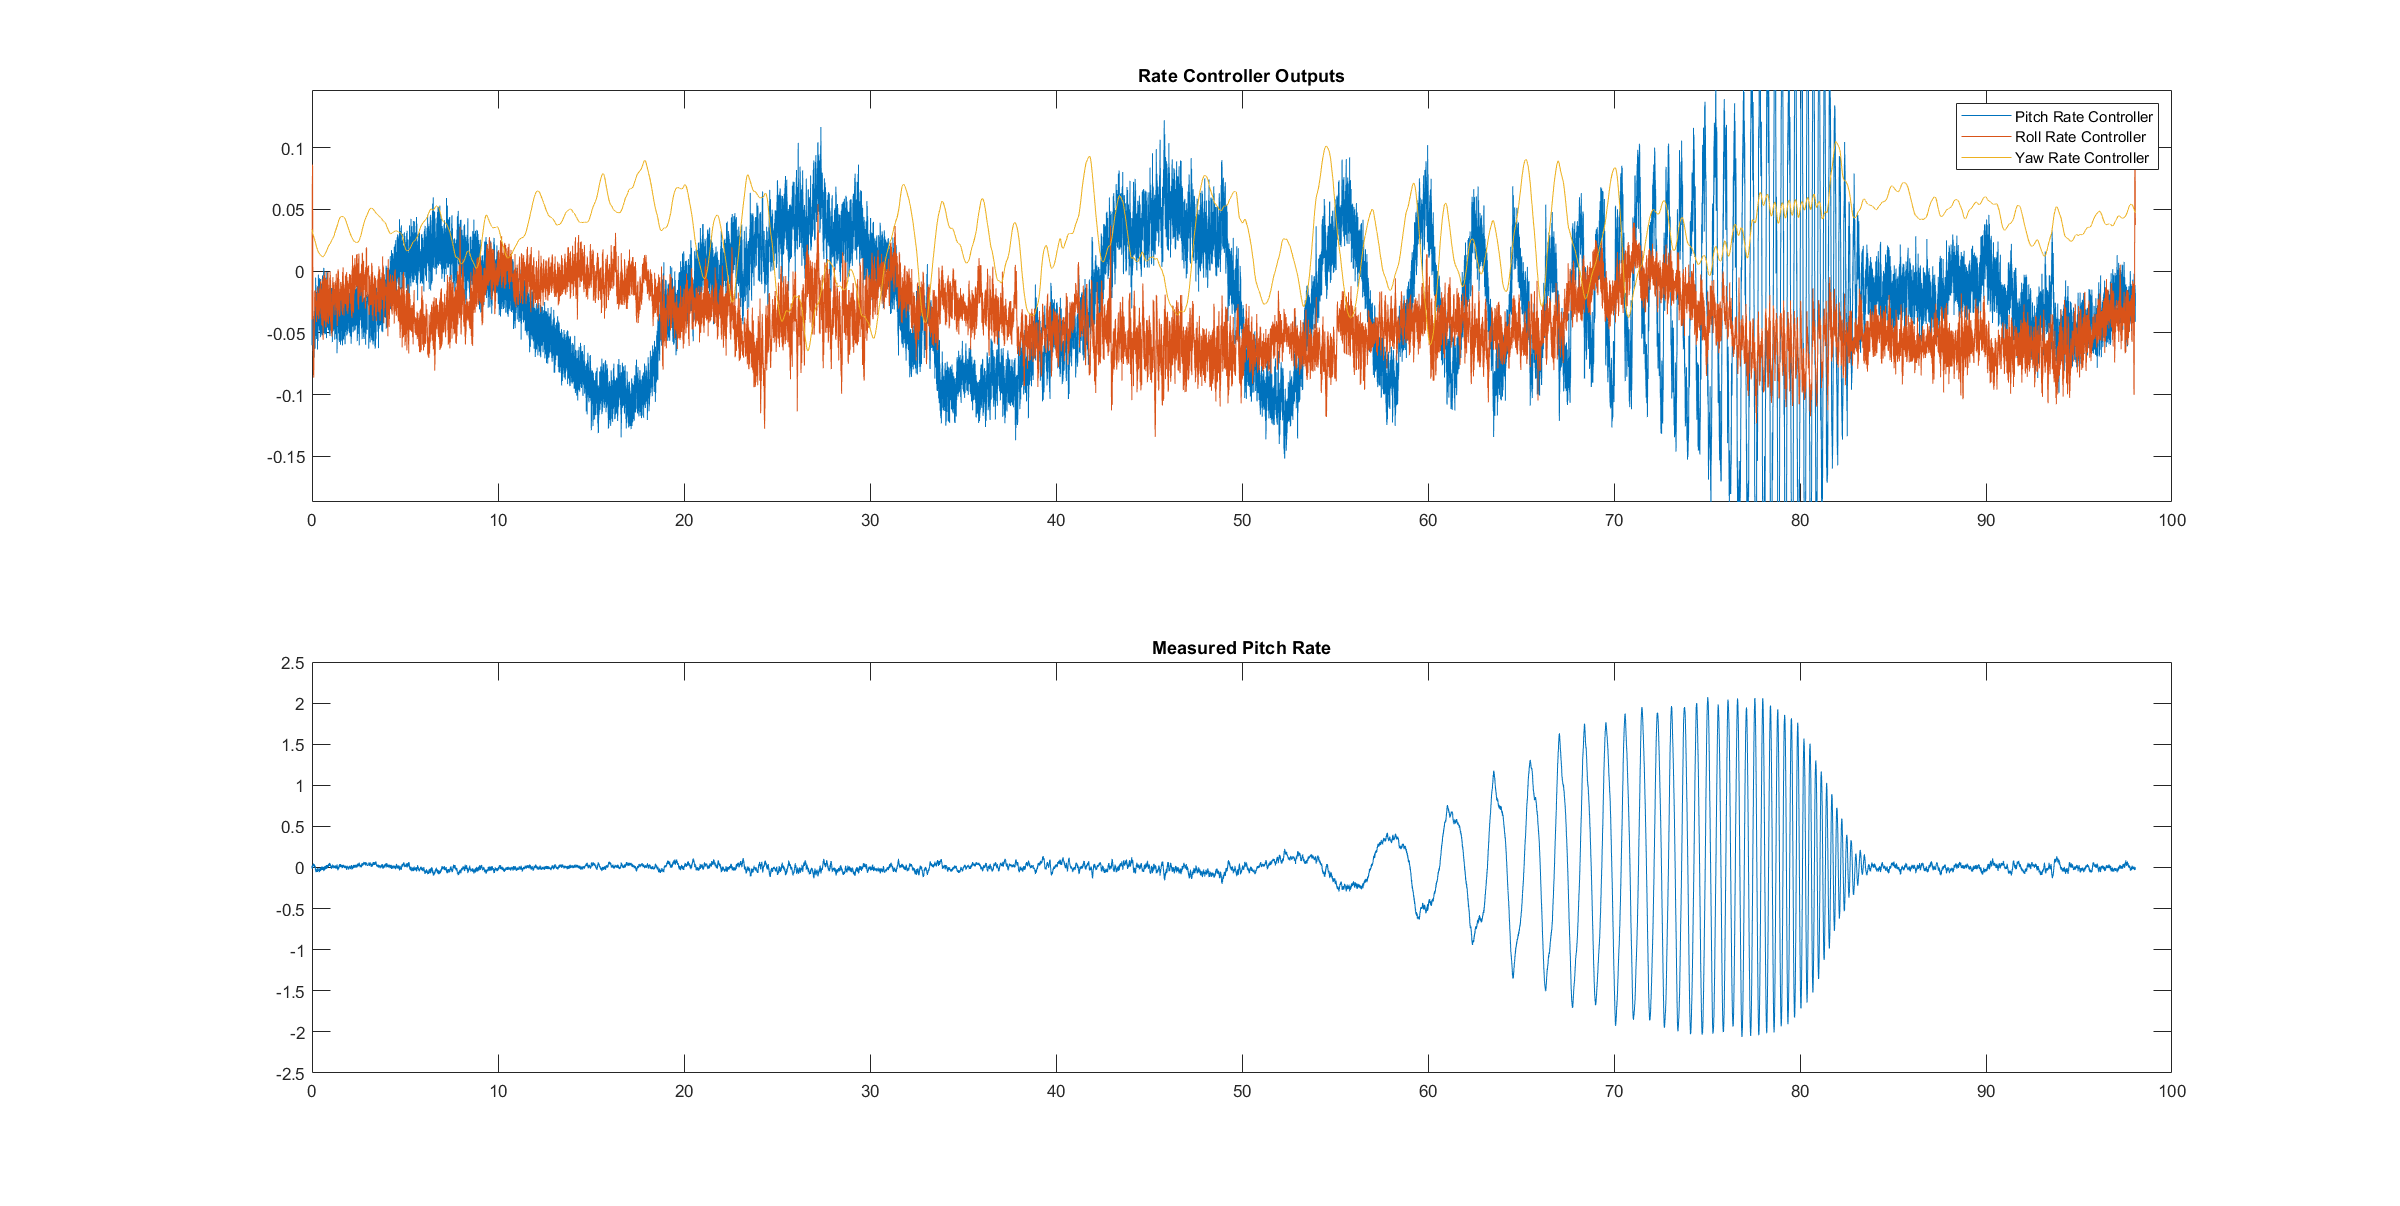 Rate Controller Outputs
Pitch Rate Controller
Roll Rate Controller
Yaw Rate Controller
0.1
0.05
0
-0.05
-0.1
-0.15
0 10 20 30 40 50 60 70 80 90 100
Measured Pitch Rate
2.5
2
1.5
1
0.5
0
-0.5
-1
-1.5
-2
-2.5
0 10 20 30 40 50 60 70 80 90 100